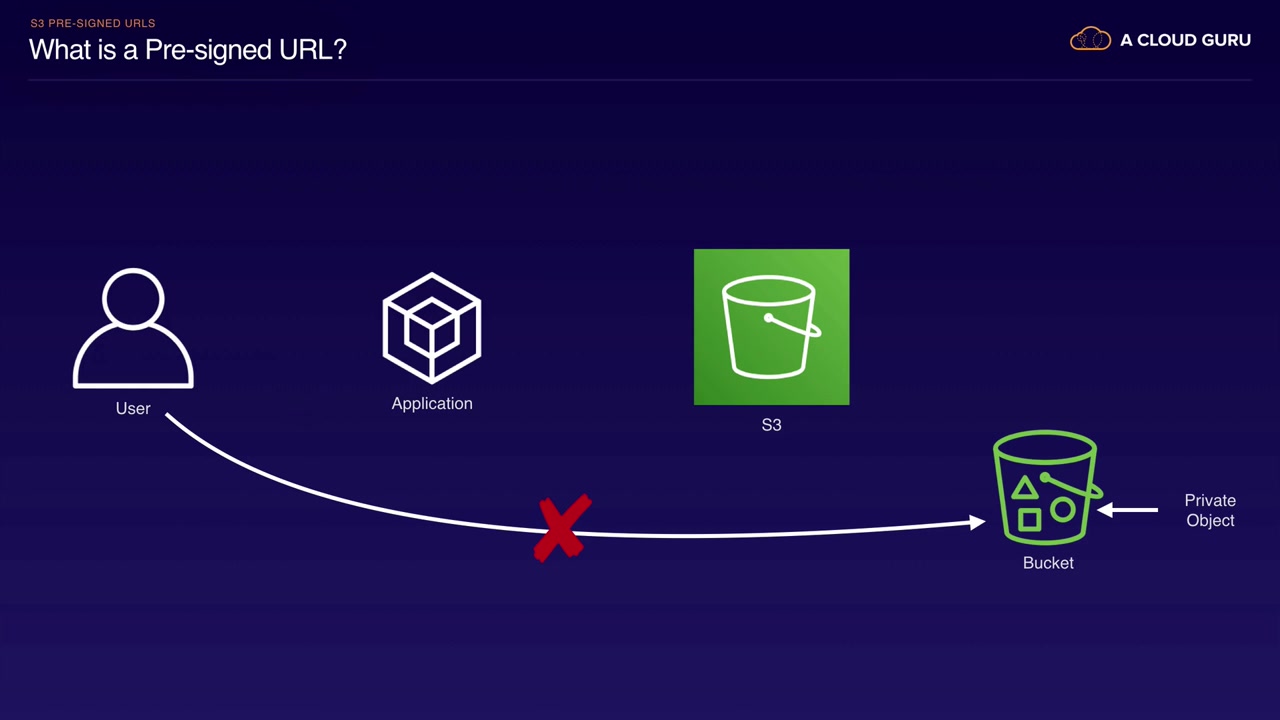 S3 PRE-SIGNED URLS
What is a Pre-signed URL?
A CLOUD GURU
User
Application
S3
Bucket
Private
Object